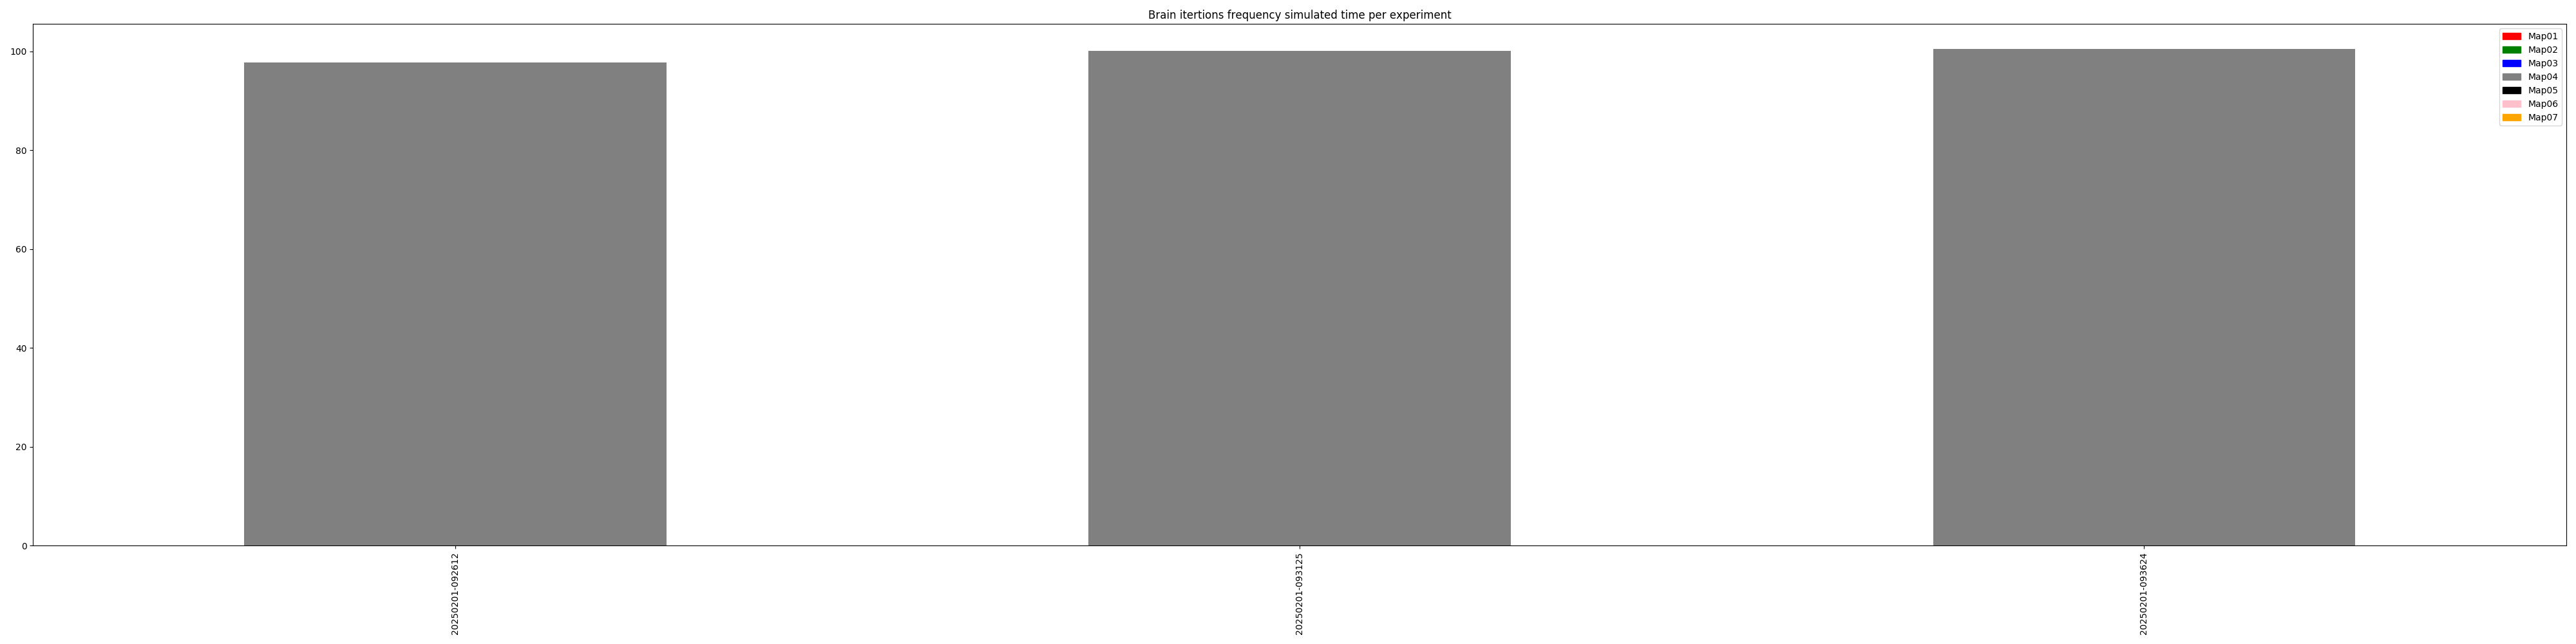 Brain itertions frequency simulated time per experiment
100
80
60
40
20
0
Map01
Map02
Map03
Map04
Map05
Map06
Map07
20250201-092612
20250201-093125
20250201-093624